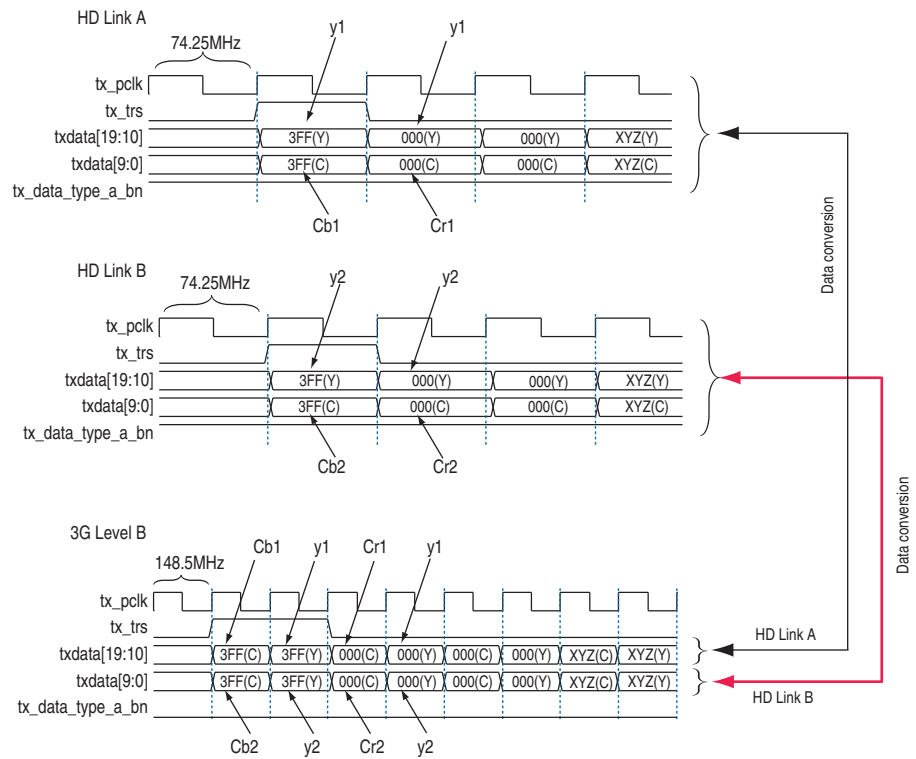 HD Link A
y1 y1
74.25MHz
tx_pclk
tx_trs
txdata[19:10] 3FF(Y) 000(Y) 000(Y) XYZ(Y)
txdata[9:0] 3FF(C) 000(C) 000(C) XYZ(C)
tx_data_type_a_bn
Cb1 Cr1
Data conversion
HD Link B
y2 y2
74.25MHz
tx_pclk
tx_trs
txdata[19:10] 3FF(Y) 000(Y) 000(Y) XYZ(Y)
txdata[9:0] 3FF(C) 000(C) 000(C) XYZ(C)
tx_data_type_a_bn
Cb2 Cr2
Data conversion
3G Level B
Cb1 y1 Cr1 y1
148.5MHz
tx_pclk
tx_trs
txdata[19:10] 3FF(C) 3FF(Y) 000(C) 000(Y) 000(C) 000(Y) XYZ(C) XYZ(Y)
HD Link A
txdata[9:0] 3FF(C) 3FF(Y) 000(C) 000(Y) 000(C) 000(Y) XYZ(C) XYZ(Y)
HD Link B
tx_data_type_a_bn
Cb2 y2 Cr2 y2